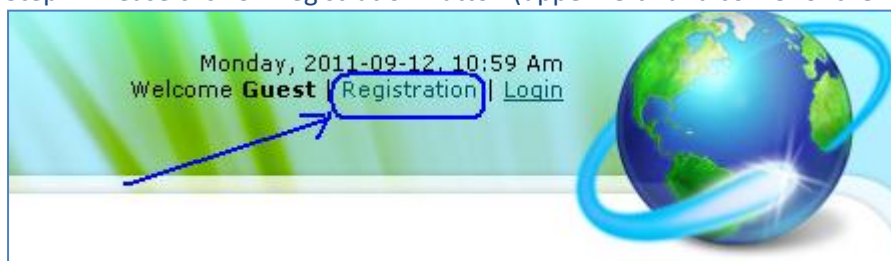 Monday, 2011-09-12, 10:59 Am
Welcome Guest | Registration | Login